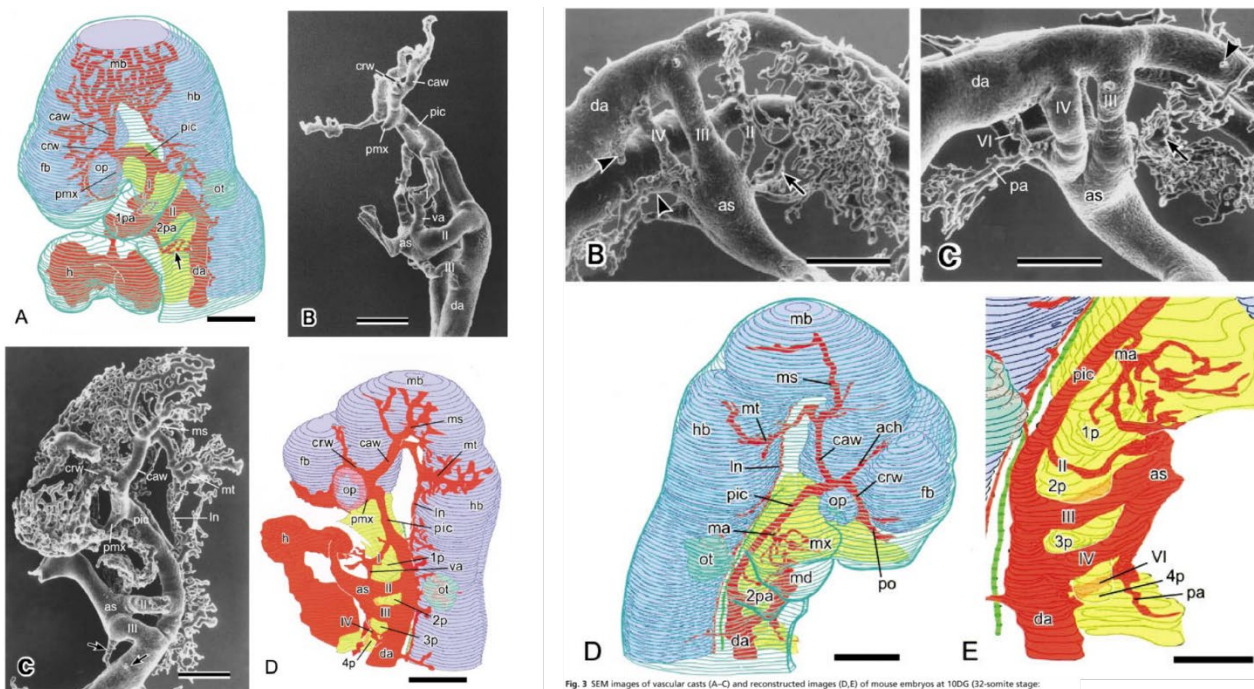 mb
hb
caw
pic
crw
fb
op
pmx
I
ot
II
1pa
2pa
h
da
A
crw
caw
pic
pmx
va
as
II
III
da
B
ms
crw
caw
mt
pic
ln
pmx
as
II
III
C
mb
ms
crw
caw
mt
fb
op
hb
ln
pmx
pic
h
I
1p
va
as
II
ot
III
2p
IV
3p
4p
da
D
da
IV
III
II
as
B
da
IV
III
VI
pa
as
C
mb
ms
mt
ach
hb
caw
ln
crw
pic
op
fb
ma
ot
mx
md
po
2pa
da
D
ma
pic
1p
II
as
2p
III
3p
IV
VI
4p
da
pa
E
Fig. 3 SEM images of vascular casts (A–C) and reconstructed images (D,E) of mouse embryos at 10DG (32-somite stage: